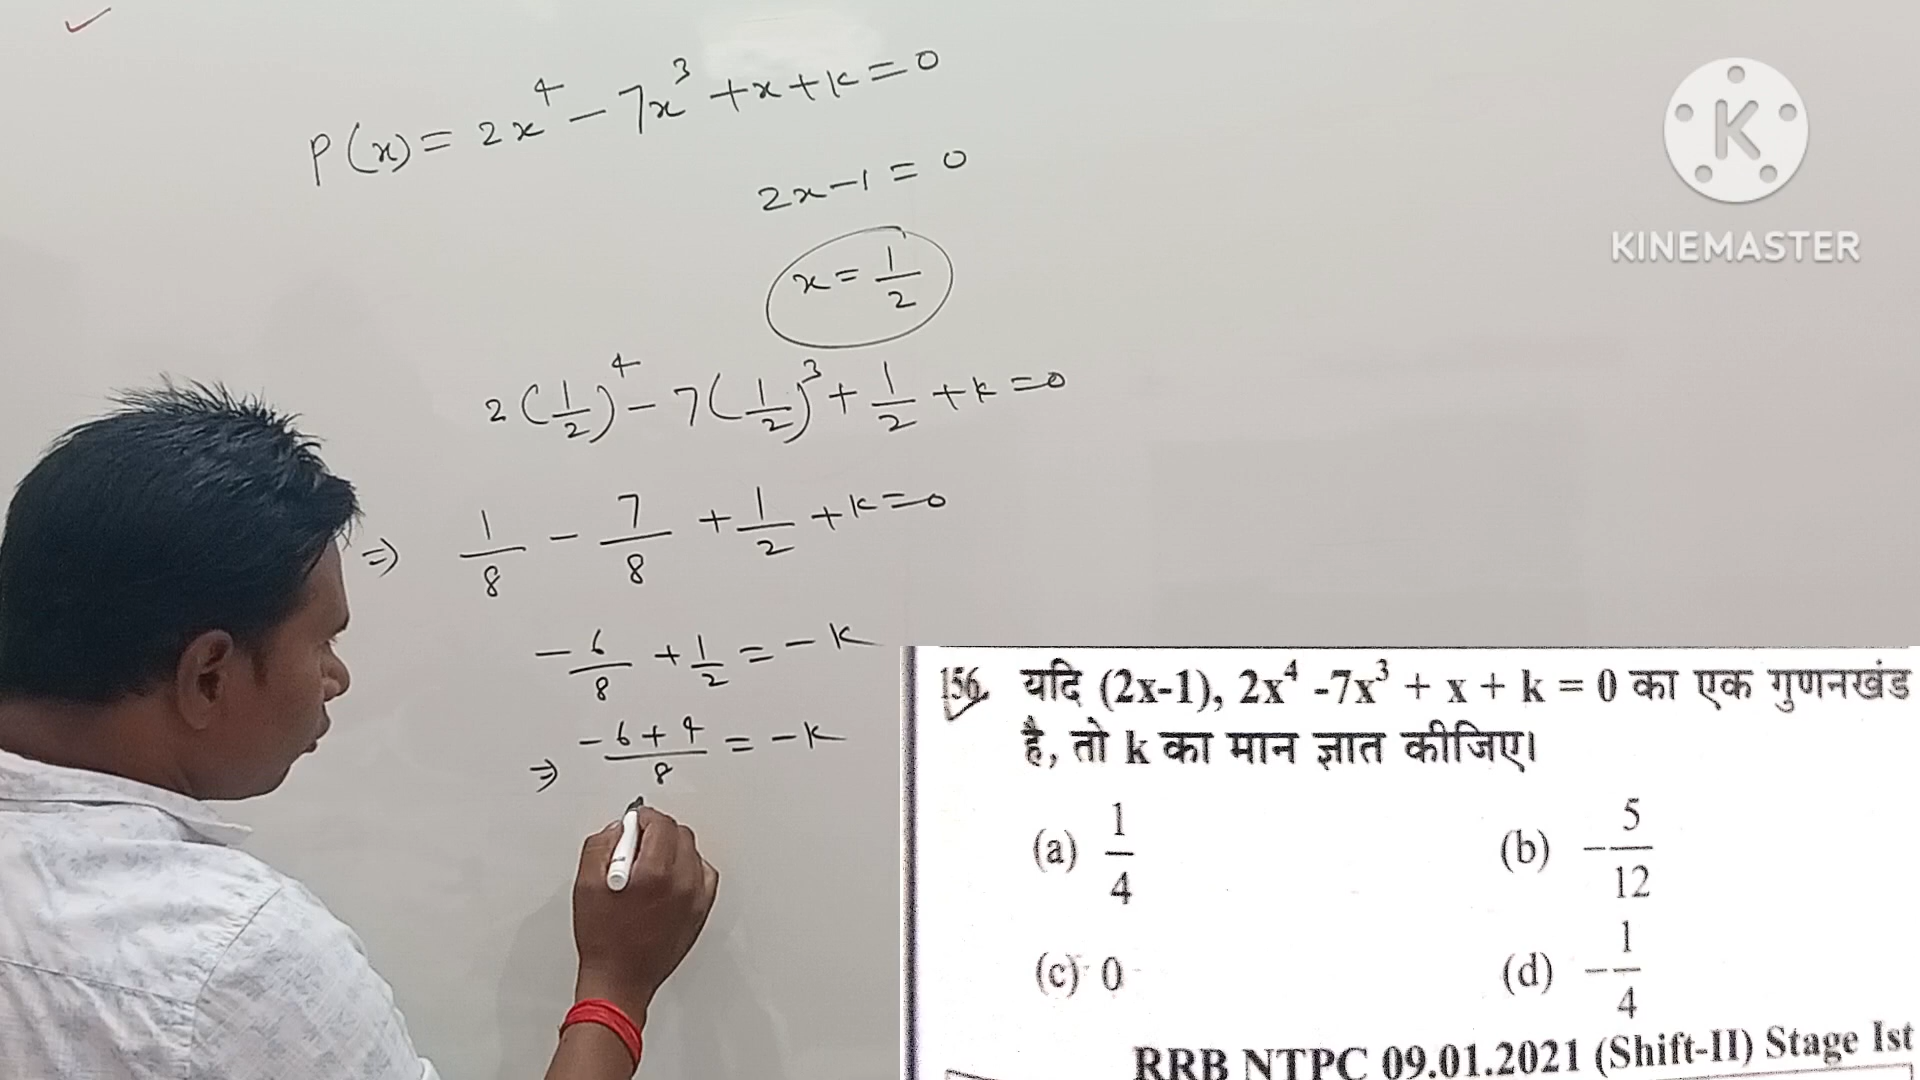 P(x) = 2x⁴ - 7x³ + x + k = 0
2x - 1 = 0
x = 1/2
2(1/2)⁴ - 7(1/2)³ + 1/2 + k = 0
⇒ 1/8 - 7/8 + 1/2 + k = 0
-6/8 + 1/2 = -k
⇒ (-6+4)/8 = -k
K
KINEMASTER
156. यदि (2x-1), 2x⁴ -7x³ + x + k = 0 का एक गुणनखंड
है, तो k का मान ज्ञात कीजिए।
(a) 1/4 (b) -5/12
(c) 0 (d) -1/4
RRB NTPC 09.01.2021 (Shift-II) Stage Ist